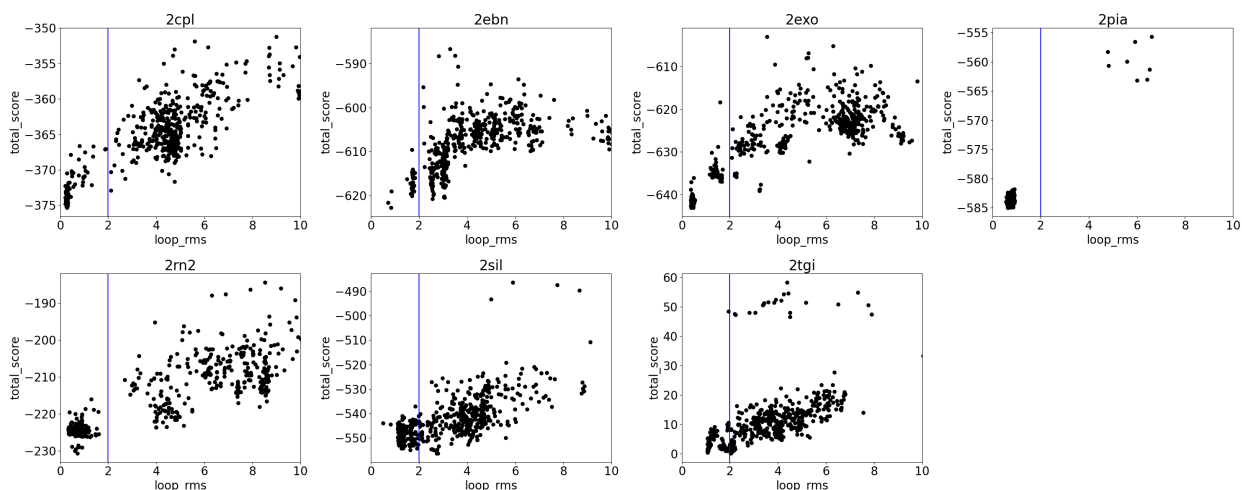 2cpl
total_score
−350
−355
−360
−365
−370
−375
0 2 4 6 8 10
loop_rms
2ebn
total_score
−590
−600
−610
−620
0 2 4 6 8 10
loop_rms
2exo
total_score
−610
−620
−630
−640
0 2 4 6 8 10
loop_rms
2pia
total_score
−555
−560
−565
−570
−575
−580
−585
0 2 4 6 8 10
loop_rms
2rn2
total_score
−190
−200
−210
−220
−230
0 2 4 6 8 10
loop_rms
2sil
total_score
−490
−500
−510
−520
−530
−540
−550
0 2 4 6 8 10
loop_rms
2tgi
total_score
60
50
40
30
20
10
0
0 2 4 6 8 10
loop_rms